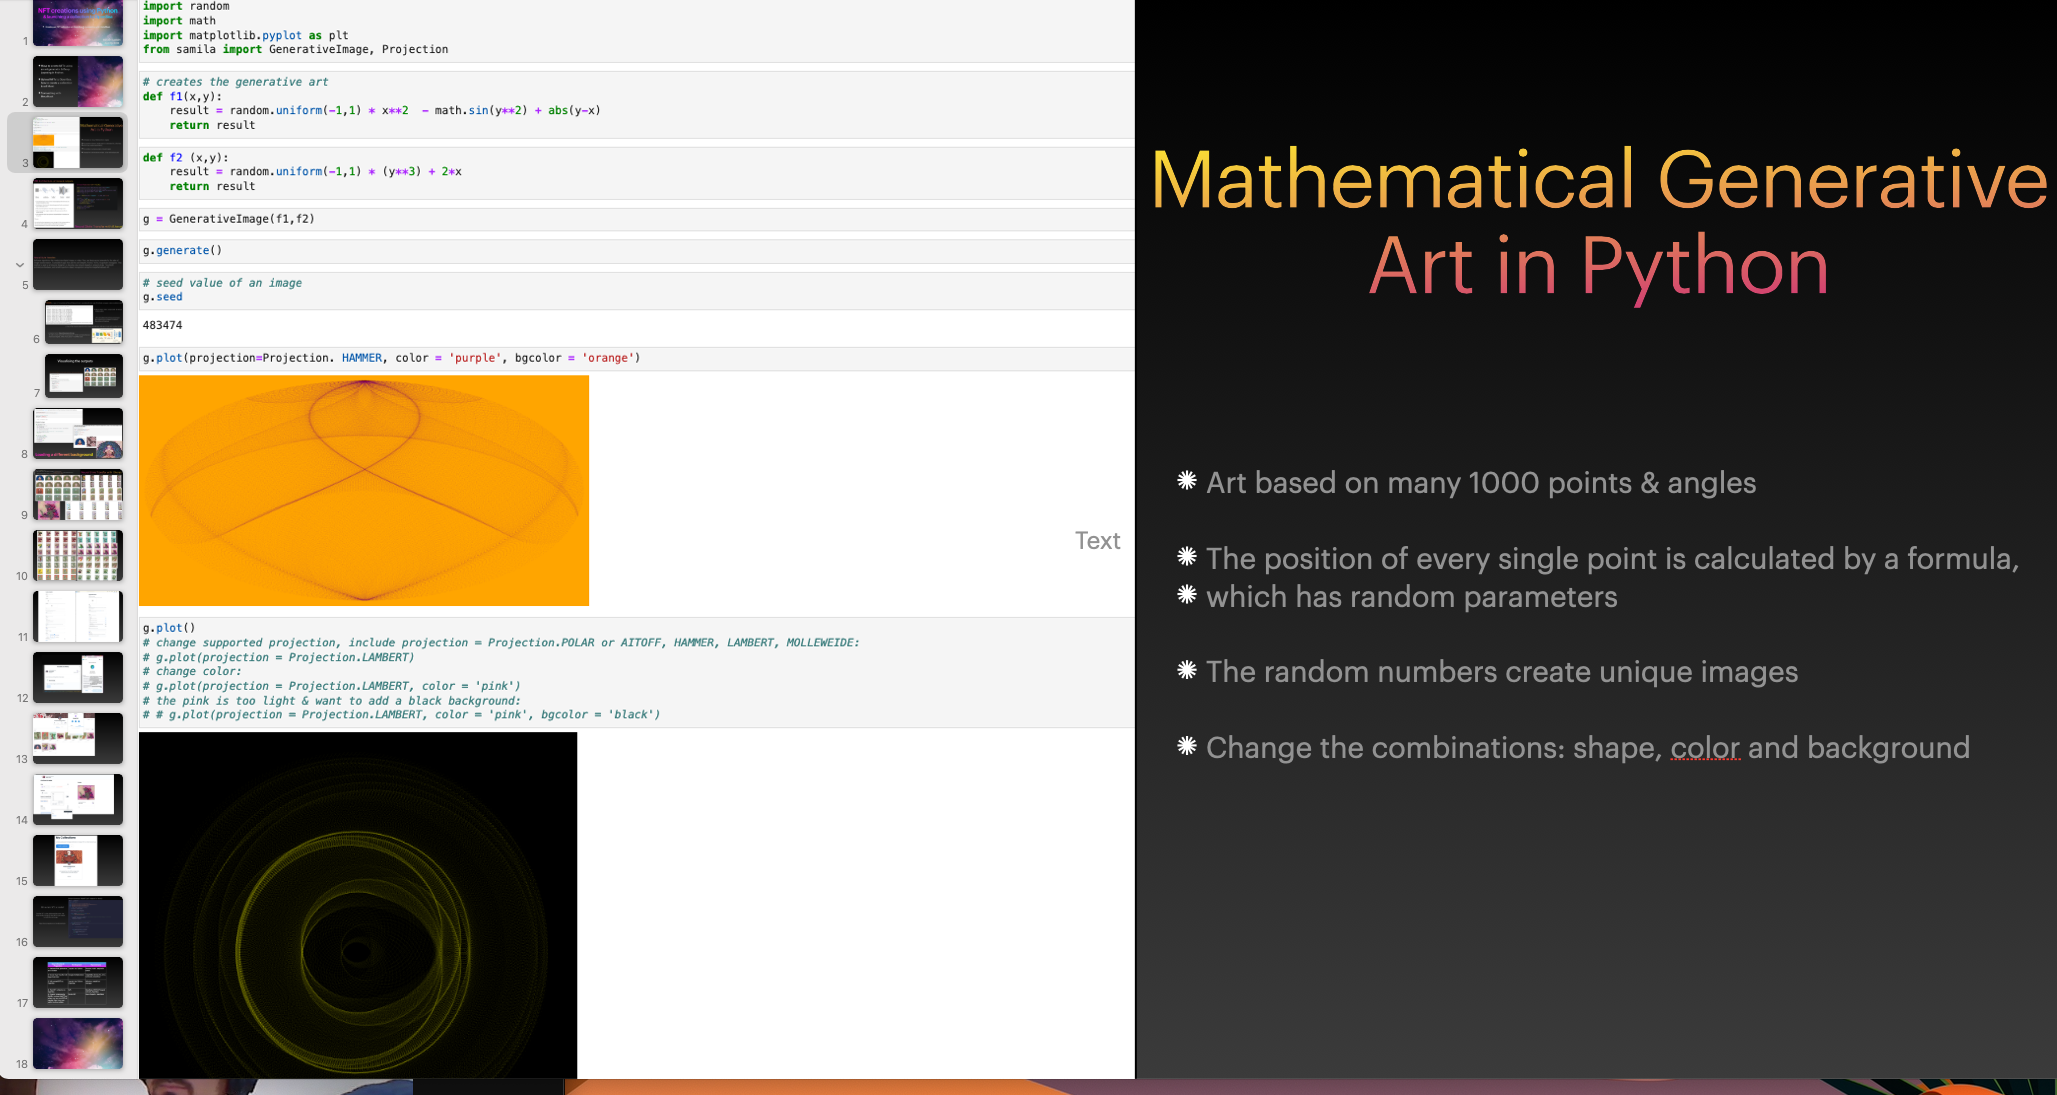 NFT creations using Python
1
2
3
4
5
6
7
8
9
10
11
12
13
14
15
16
17
18
import random
import math
import matplotlib.pyplot as plt
from samila import GenerativeImage, Projection
# creates the generative art
def f1(x,y):
    result = random.uniform(-1,1) * x**2  - math.sin(y**2) + abs(y-x)
    return result
def f2 (x,y):
    result = random.uniform(-1,1) * (y**3) + 2*x
    return result
g = GenerativeImage(f1,f2)
g.generate()
# seed value of an image
g.seed
483474
g.plot(projection=Projection. HAMMER, color = 'purple', bgcolor = 'orange')
Text
g.plot()
# change supported projection, include projection = Projection.POLAR or AITOFF, HAMMER, LAMBERT, MOLLEWEIDE:
# g.plot(projection = Projection.LAMBERT)
# change color:
# g.plot(projection = Projection.LAMBERT, color = 'pink')
# the pink is too light & want to add a black background:
# # g.plot(projection = Projection.LAMBERT, color = 'pink', bgcolor = 'black')
Mathematical Generative
Art in Python
Art based on many 1000 points & angles
The position of every single point is calculated by a formula,
which has random parameters
The random numbers create unique images
Change the combinations: shape, color and background